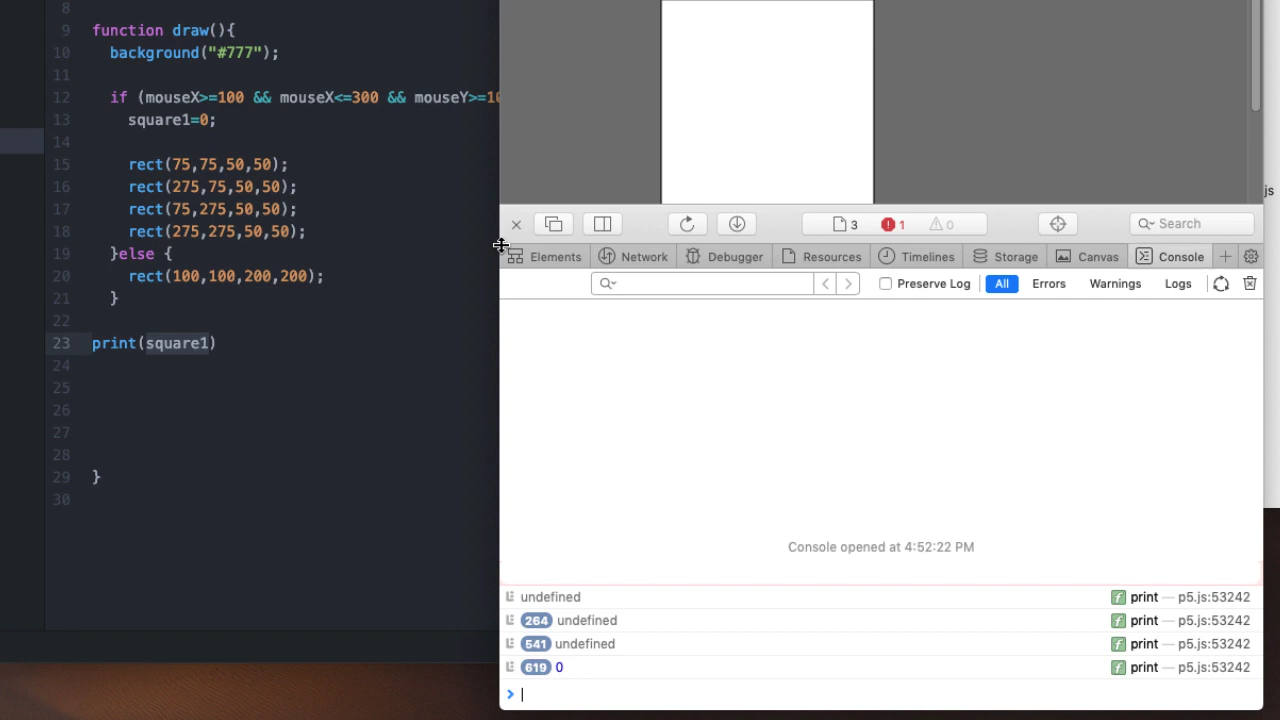 8
9 function draw(){
10 background("#777");
11
12 if (mouseX>=100 && mouseX<=300 && mouseY>=10
13 square1=0;
14
15 rect(75,75,50,50);
16 rect(275,75,50,50);
17 rect(75,275,50,50);
18 rect(275,275,50,50);
19 }else {
20 rect(100,100,200,200);
21 }
22
23 print(square1)
24
25
26
27
28
29 }
30
js
3 1 0 Search
Elements Network Debugger Resources Timelines Storage Canvas Console
Preserve Log All Errors Warnings Logs
Console opened at 4:52:22 PM
undefined f print — p5.js:53242
264 undefined f print — p5.js:53242
541 undefined f print — p5.js:53242
619 0 f print — p5.js:53242